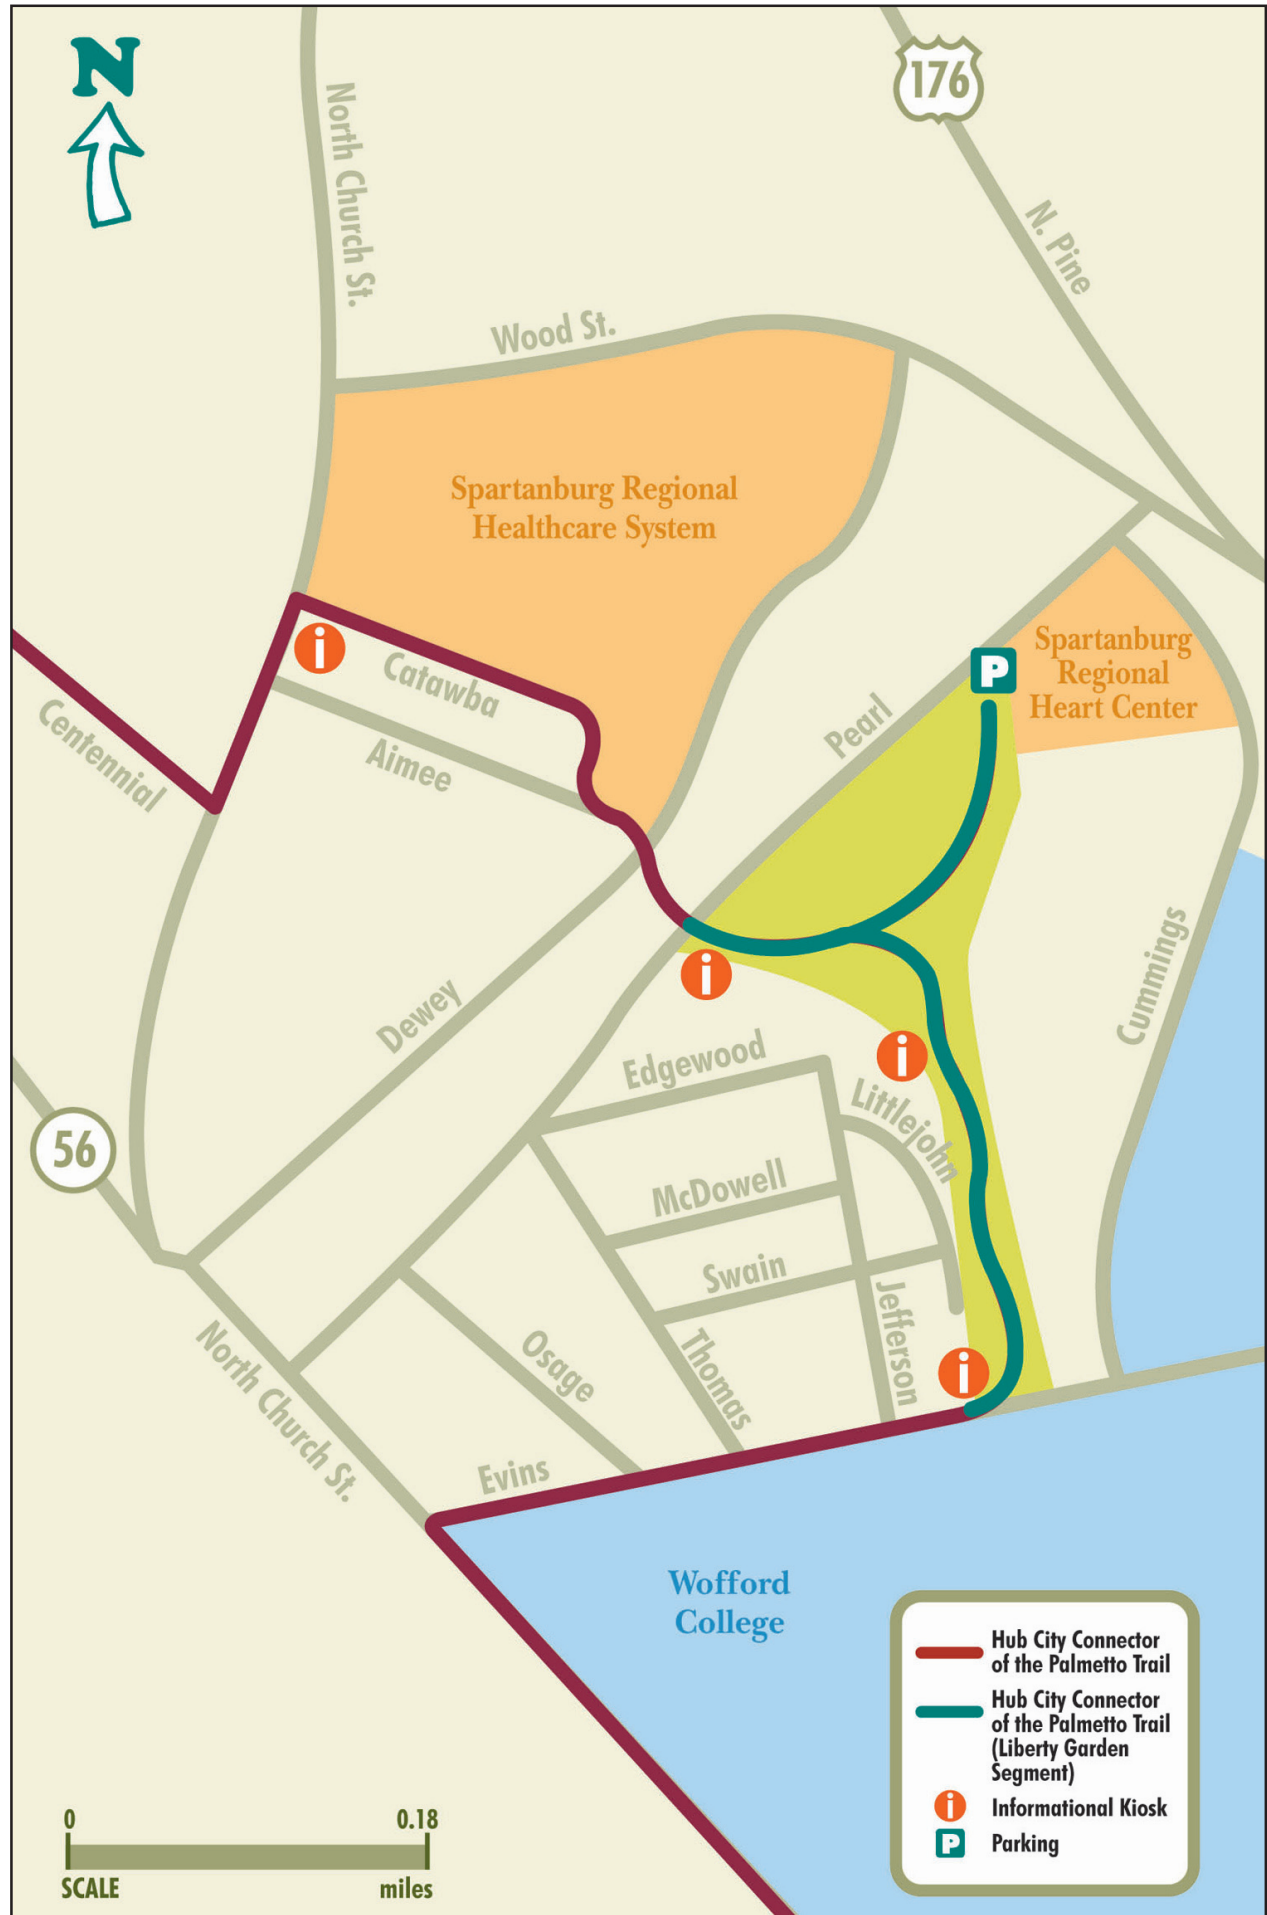 N
176
North Church St.
N. Pine
Wood St.
Spartanburg Regional
Healthcare System
Spartanburg
Regional
Heart Center
P
i
Catawba
Centennial
Aimee
Pearl
Cummings
i
Dewey
Edgewood
i
Littlejohn
56
McDowell
Swain
Jefferson
Osage
Thomas
North Church St.
i
Evins
Wofford
College
Hub City Connector
of the Palmetto Trail
Hub City Connector
of the Palmetto Trail
(Liberty Garden
Segment)
i Informational Kiosk
P Parking
0 0.18
SCALE miles